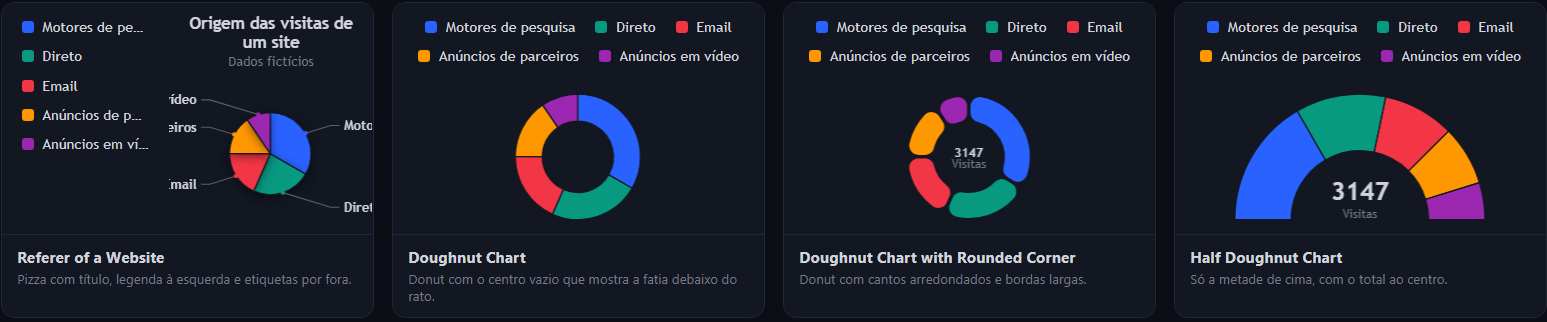 Motores de pe...
Direto
Email
Anúncios de p...
Anúncios em ví...
Origem das visitas de
um site
Dados fictícios
ídeo
eiros
Email
Moto
Diret
Referer of a Website
Pizza com título, legenda à esquerda e etiquetas por fora.
Motores de pesquisa Direto Email
Anúncios de parceiros Anúncios em vídeo
Doughnut Chart
Donut com o centro vazio que mostra a fatia debaixo do
rato.
Motores de pesquisa Direto Email
Anúncios de parceiros Anúncios em vídeo
3147
Visitas
Doughnut Chart with Rounded Corner
Donut com cantos arredondados e bordas largas.
Motores de pesquisa Direto Email
Anúncios de parceiros Anúncios em vídeo
3147
Visitas
Half Doughnut Chart
Só a metade de cima, com o total ao centro.